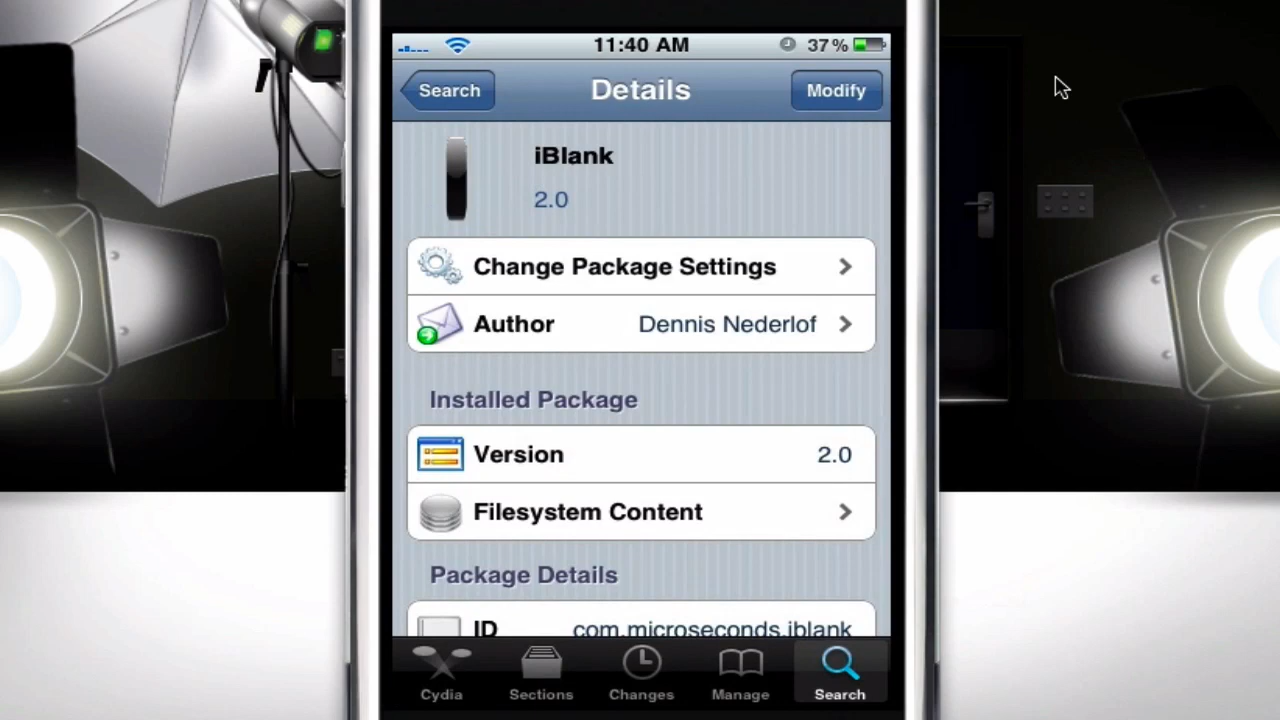 11:40 AM 37%
Search Details Modify
iBlank
2.0
Change Package Settings
Author Dennis Nederlof
Installed Package
Version 2.0
Filesystem Content
Package Details
ID com.microseconds.iblank
Cydia Sections Changes Manage Search